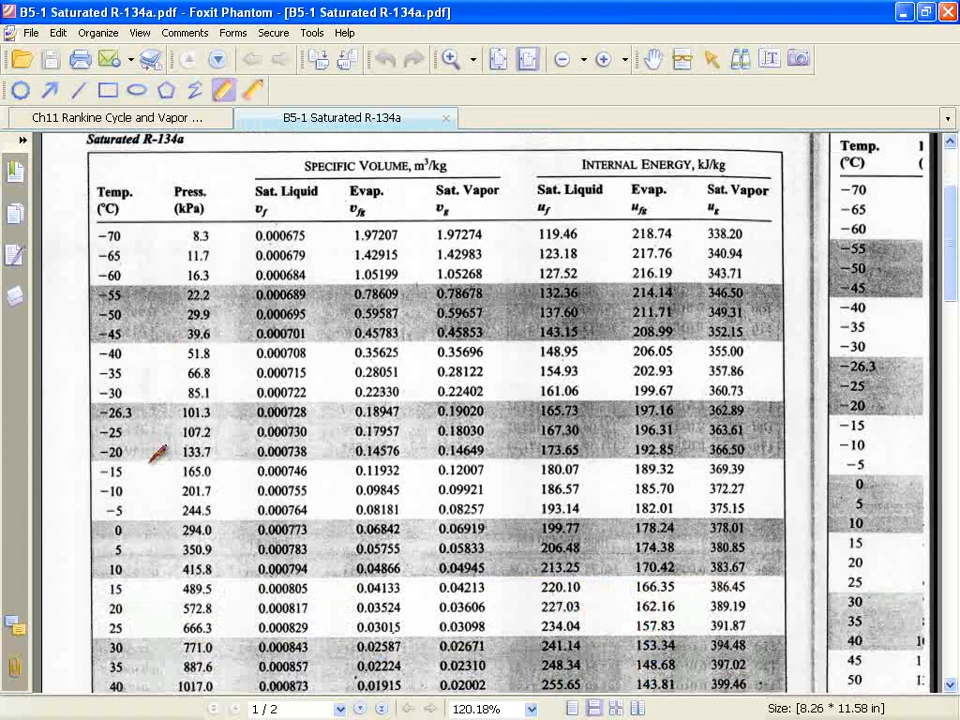 B5-1 Saturated R-134a.pdf - Foxit Phantom - [B5-1 Saturated R-134a.pdf]
File Edit Organize View Comments Forms Secure Tools Help
Ch11 Rankine Cycle and Vapor ... B5-1 Saturated R-134a
Saturated R-134a
SPECIFIC VOLUME, m³/kg INTERNAL ENERGY, kJ/kg Temp.
Temp. Press. Sat. Liquid Evap. Sat. Vapor Sat. Liquid Evap. Sat. Vapor (°C)
(°C) (kPa) vf vfg vg uf ufg ug -70
-70 8.3 0.000675 1.97207 1.97274 119.46 218.74 338.20 -65
-65 11.7 0.000679 1.42915 1.42983 123.18 217.76 340.94 -60
-60 16.3 0.000684 1.05199 1.05268 127.52 216.19 343.71 -55
-55 22.2 0.000689 0.78609 0.78678 132.36 214.14 346.50 -50
-50 29.9 0.000695 0.59587 0.59657 137.60 211.71 349.31 -45
-45 39.6 0.000701 0.45783 0.45853 143.15 208.99 352.15 -40
-40 51.8 0.000708 0.35625 0.35696 148.95 206.05 355.00 -35
-35 66.8 0.000715 0.28051 0.28122 154.93 202.93 357.86 -30
-30 85.1 0.000722 0.22330 0.22402 161.06 199.67 360.73 -26.3
-26.3 101.3 0.000728 0.18947 0.19020 165.73 197.16 362.89 -25
-25 107.2 0.000730 0.17957 0.18030 167.30 196.31 363.61 -20
-20 133.7 0.000738 0.14576 0.14649 173.65 192.85 366.50 -15
-15 165.0 0.000746 0.11932 0.12007 180.07 189.32 369.39 -10
-10 201.7 0.000755 0.09845 0.09921 186.57 185.70 372.27 -5
-5 244.5 0.000764 0.08181 0.08257 193.14 182.01 375.15 0
0 294.0 0.000773 0.06842 0.06919 199.77 178.24 378.01 5
5 350.9 0.000783 0.05755 0.05833 206.48 174.38 380.85 10
10 415.8 0.000794 0.04866 0.04945 213.25 170.42 383.67 15
15 489.5 0.000805 0.04133 0.04213 220.10 166.35 386.45 20
20 572.8 0.000817 0.03524 0.03606 227.03 162.16 389.19 25
25 666.3 0.000829 0.03015 0.03098 234.04 157.83 391.87 30
30 771.0 0.000843 0.02587 0.02671 241.14 153.34 394.48 35
35 887.6 0.000857 0.02224 0.02310 248.34 148.68 397.02 40
40 1017.0 0.000873 0.01915 0.02002 255.65 143.81 399.46 45
50
1 / 2 120.18% Size: [8.26 * 11.58 in]